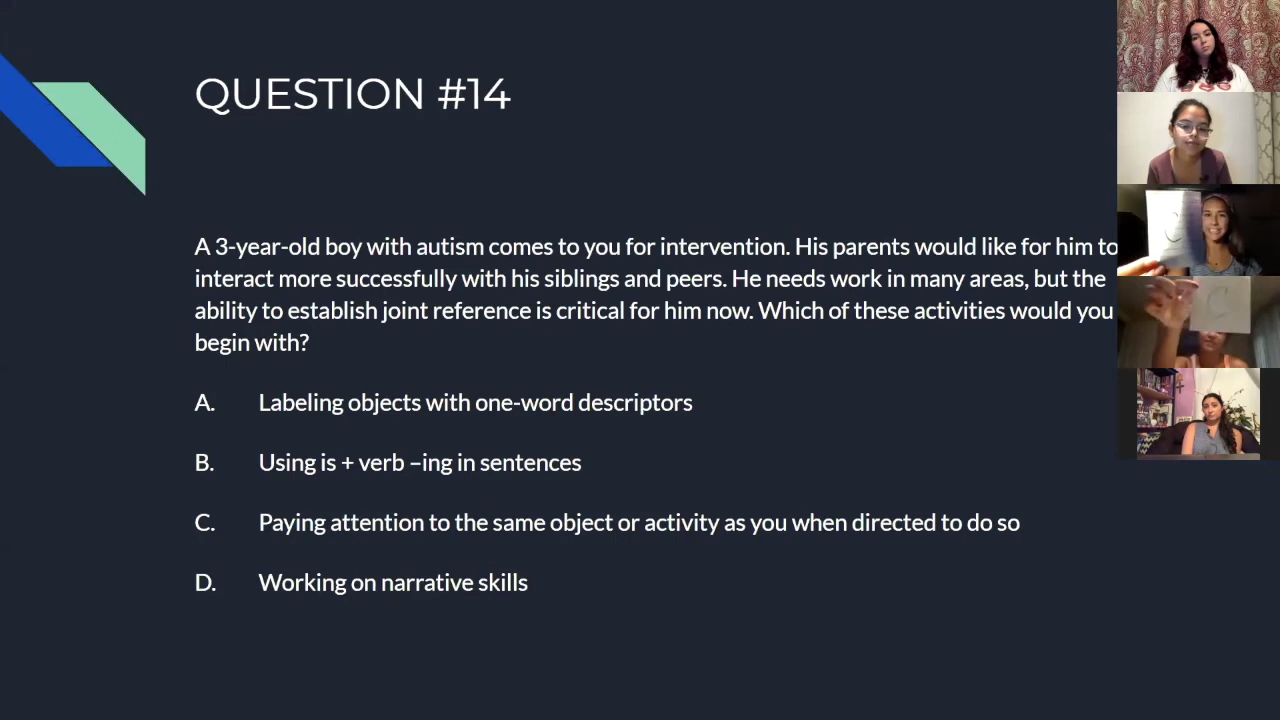 QUESTION #14
A 3-year-old boy with autism comes to you for intervention. His parents would like for him to
interact more successfully with his siblings and peers. He needs work in many areas, but the
ability to establish joint reference is critical for him now. Which of these activities would you
begin with?
A. Labeling objects with one-word descriptors
B. Using is + verb –ing in sentences
C. Paying attention to the same object or activity as you when directed to do so
D. Working on narrative skills
C
C